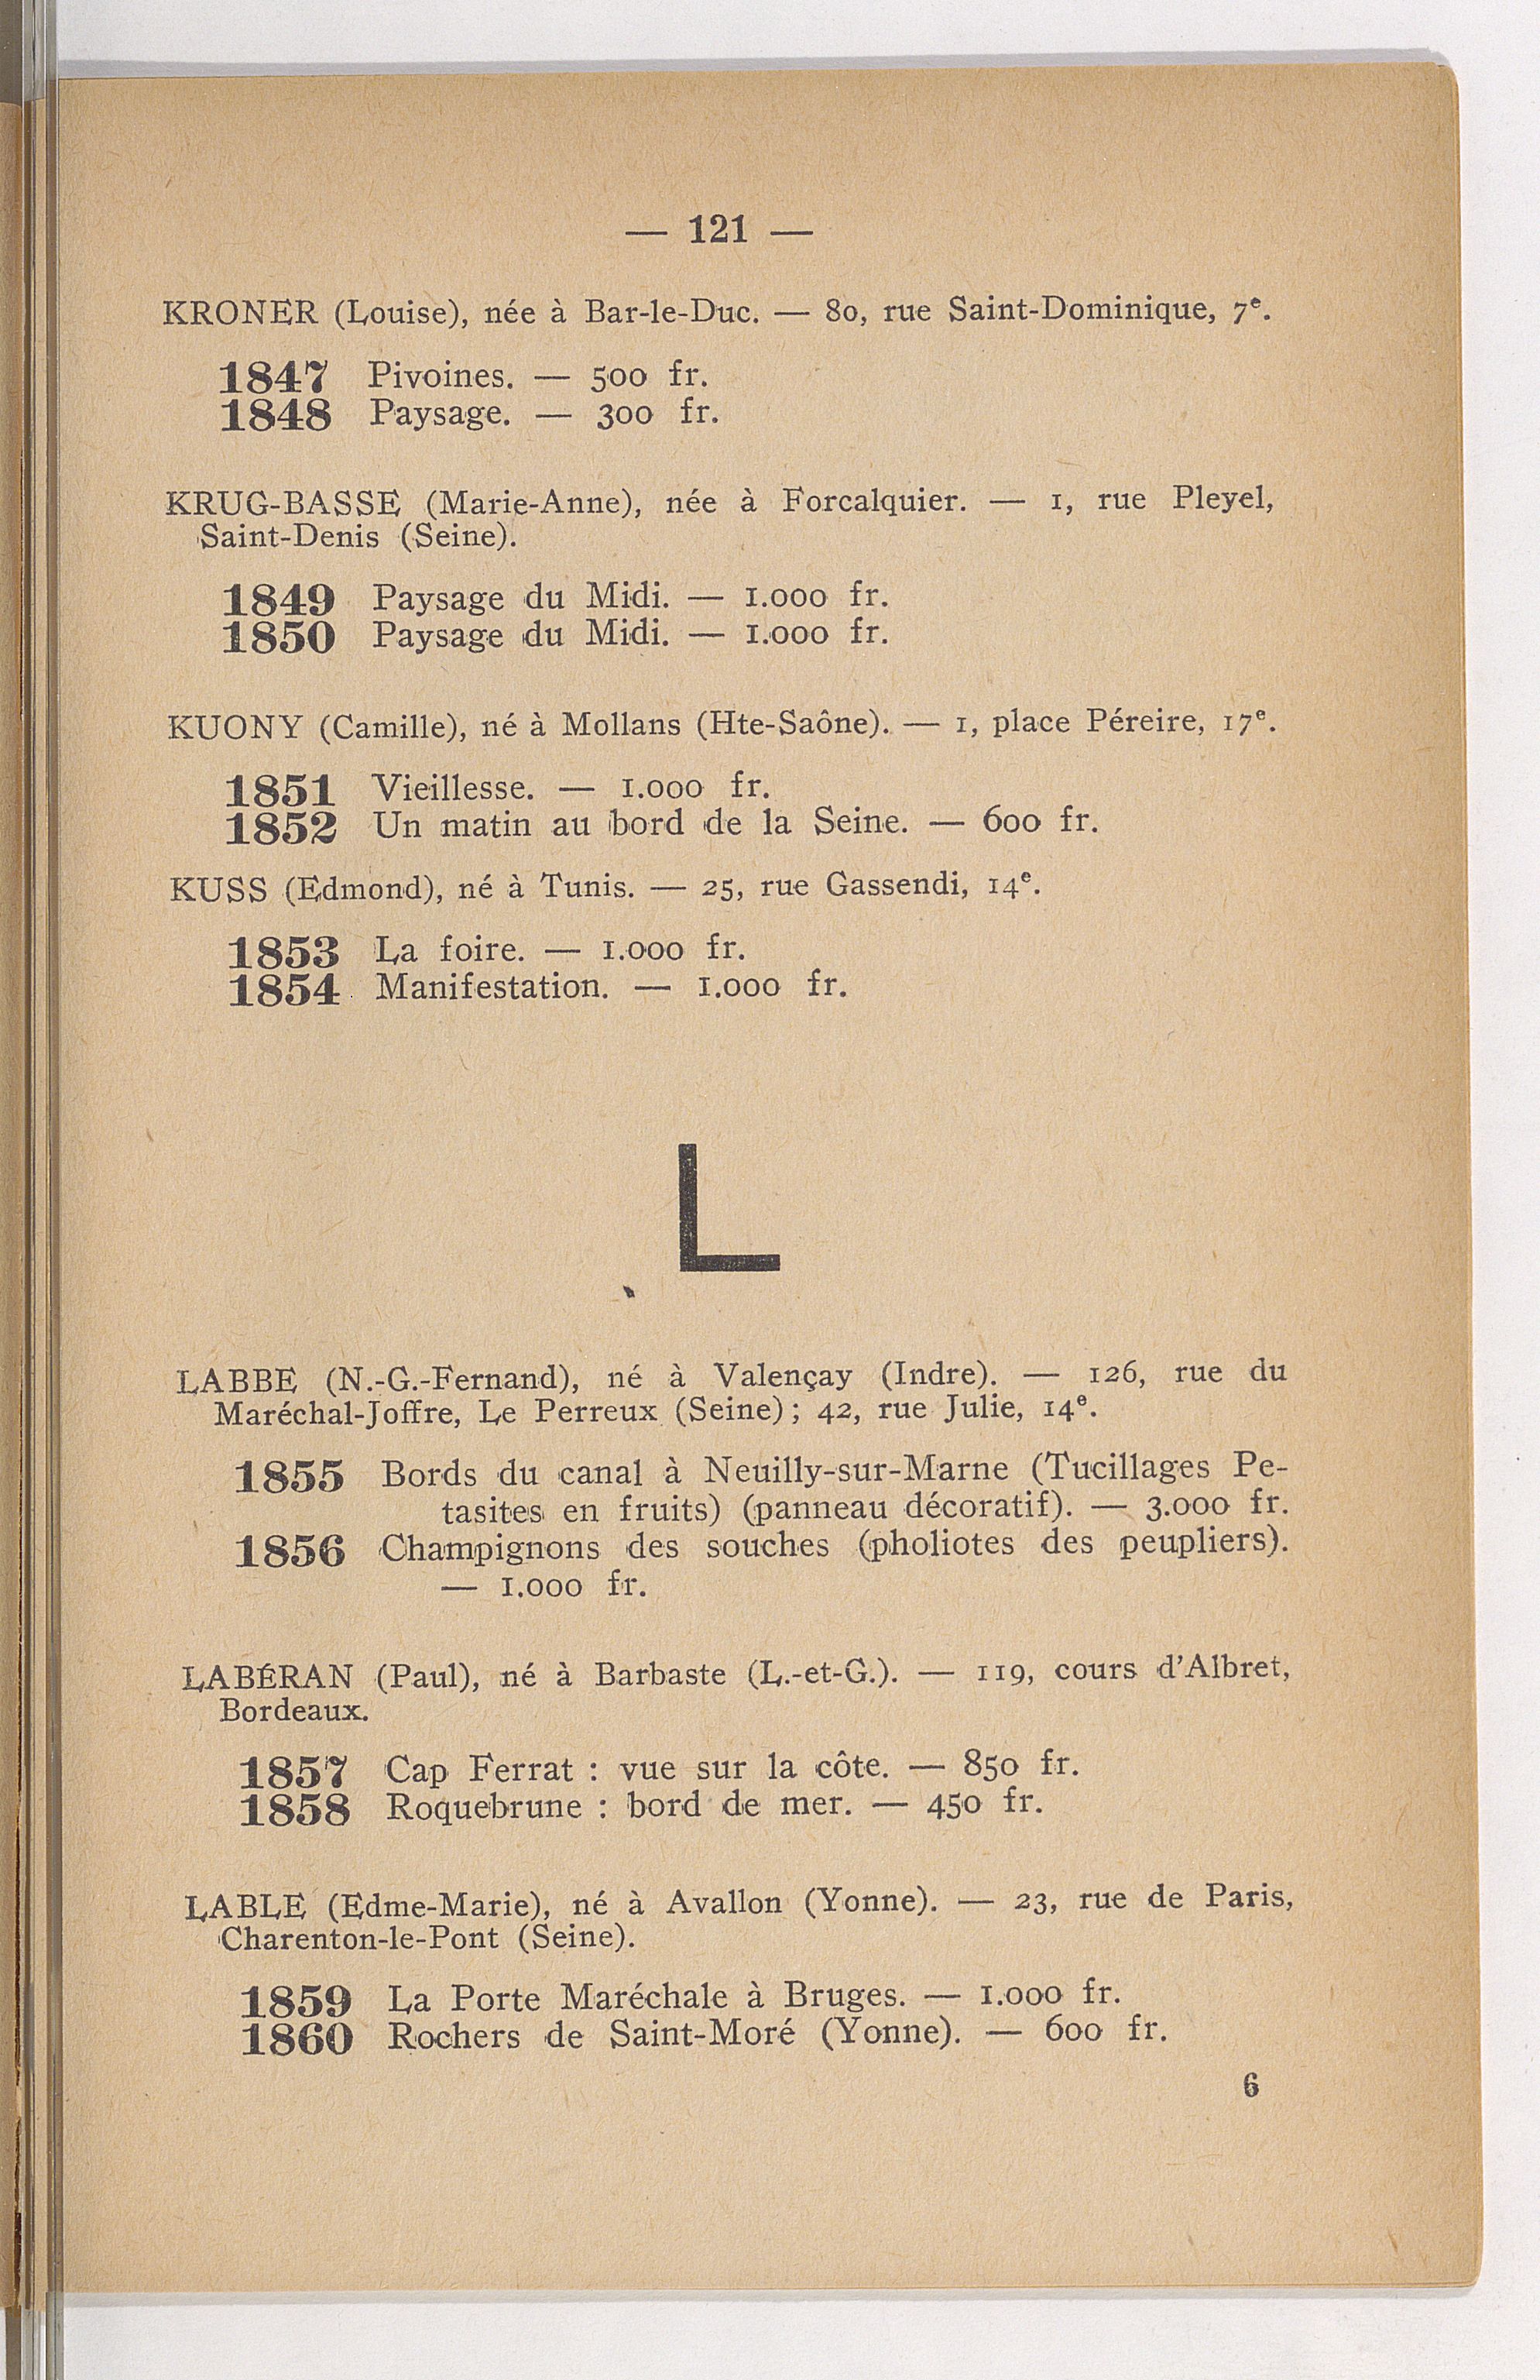 — 121 —
KRONER (Louise), née à Bar-le-Duc. — 80, rue Saint-Dominique, 7e.
1847 Pivoines. — 500 fr.
1848 Paysage. — 300 fr.
KRUG-BASSE (Marie-Anne), née à Forcalquier. — 1, rue Pleyel,
Saint-Denis (Seine).
1849 Paysage du Midi. — 1.000 fr.
1850 Paysage du Midi. — 1.000 fr.
KUONY (Camille), né à Mollans (Hte-Saône). — 1, place Péreire, 17e.
1851 Vieillesse. — 1.000 fr.
1852 Un matin au bord de la Seine. — 600 fr.
KUSS (Edmond), né à Tunis. — 25, rue Gassendi, 14e.
1853 La foire. — 1.000 fr.
1854 Manifestation. — 1.000 fr.
L
LABBE (N.-G.-Fernand), né à Valençay (Indre). — 126, rue du
Maréchal-Joffre, Le Perreux (Seine) ; 42, rue Julie, 14e.
1855 Bords du canal à Neuilly-sur-Marne (Tucillages Pe-
tasites en fruits) (panneau décoratif). — 3.000 fr.
1856 Champignons des souches (pholiotes des peupliers).
— 1.000 fr.
LABÉRAN (Paul), né à Barbaste (L.-et-G.). — 119, cours d'Albret,
Bordeaux.
1857 Cap Ferrat : vue sur la côte. — 850 fr.
1858 Roquebrune : bord de mer. — 450 fr.
LABLE (Edme-Marie), né à Avallon (Yonne). — 23, rue de Paris,
Charenton-le-Pont (Seine).
1859 La Porte Maréchale à Bruges. — 1.000 fr.
1860 Rochers de Saint-Moré (Yonne). — 600 fr.
6